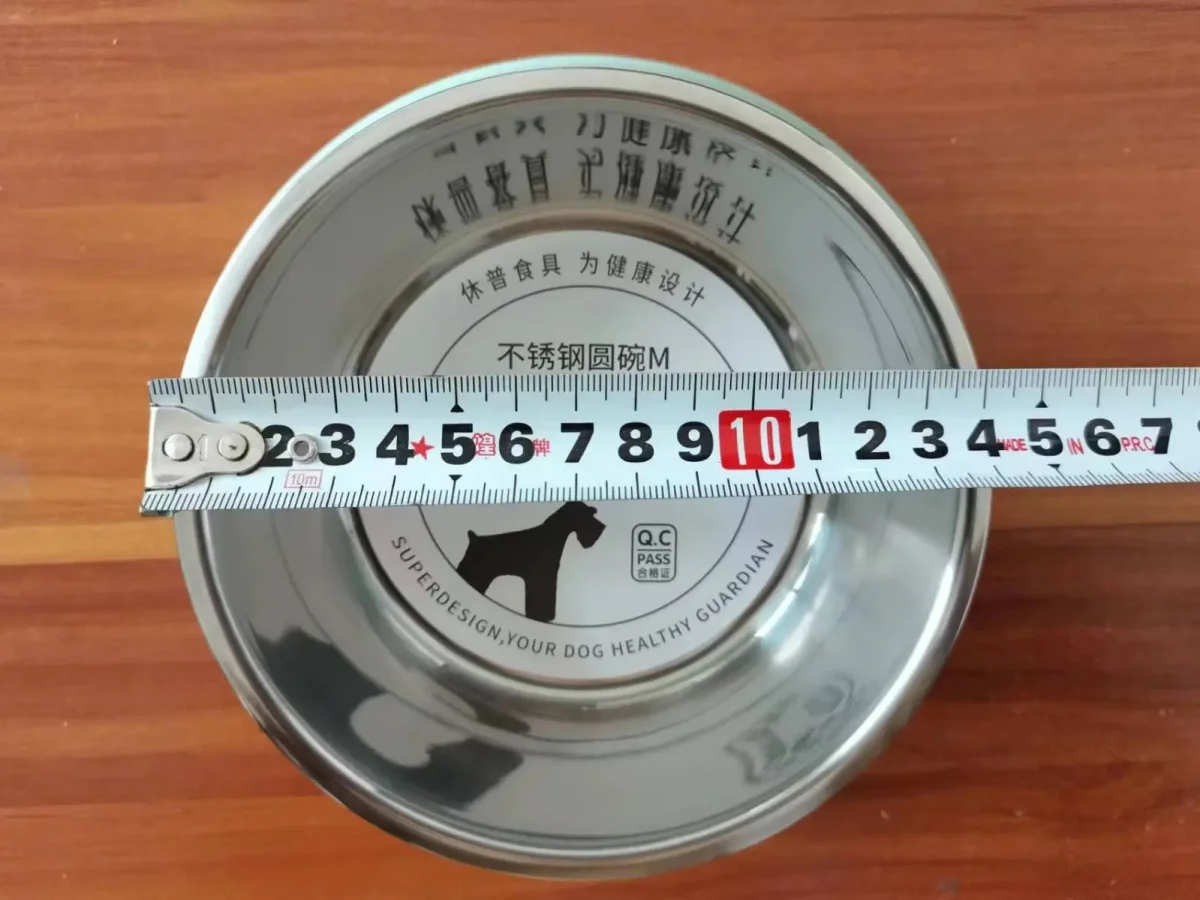 休普食具 为健康设计
不锈钢圆碗M
2 3 4 5 6 7 8 9 10 1 2 3 4 5 6 7
牌
MADE IN P.R.C
10m
Q.C
PASS
合格证
SUPERDESIGN,YOUR DOG HEALTHY GUARDIAN